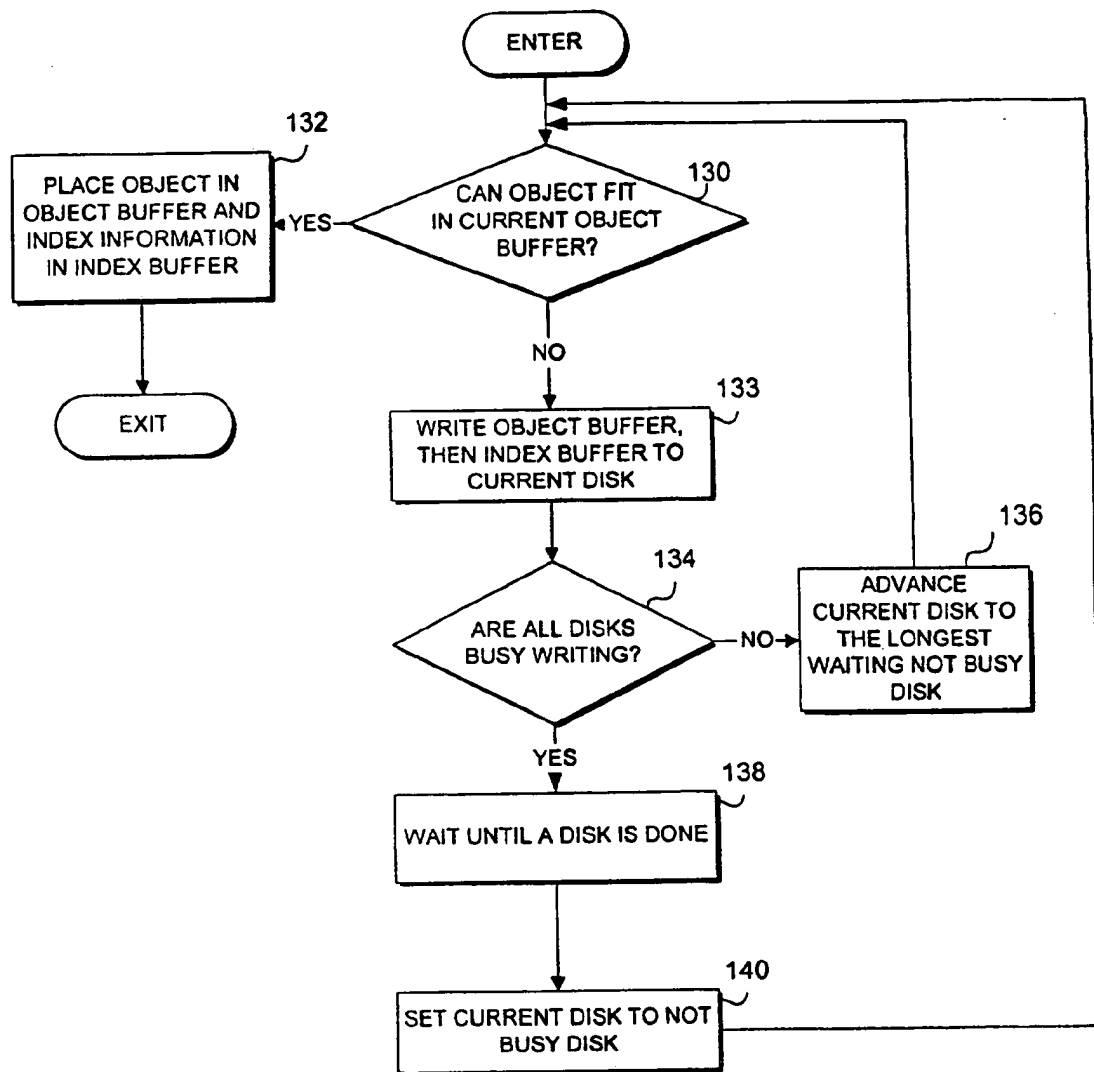 ENTER
132
PLACE OBJECT IN
OBJECT BUFFER AND
INDEX INFORMATION
IN INDEX BUFFER
YES
130
CAN OBJECT FIT
IN CURRENT OBJECT
BUFFER?
EXIT
NO
133
WRITE OBJECT BUFFER,
THEN INDEX BUFFER TO
CURRENT DISK
134
ARE ALL DISKS
BUSY WRITING?
NO
136
ADVANCE
CURRENT DISK TO
THE LONGEST
WAITING NOT BUSY
DISK
YES
138
WAIT UNTIL A DISK IS DONE
140
SET CURRENT DISK TO NOT
BUSY DISK